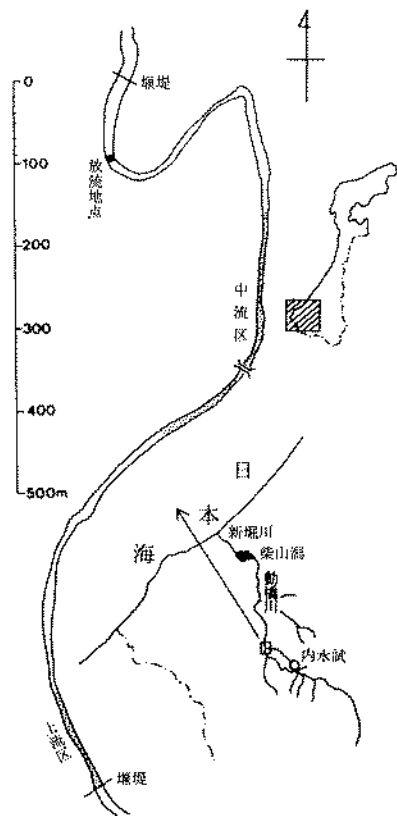 4
堰堤
0
100
200
300
400
500m
放流地点
中流区
日
本
海
新堀川
柴山潟
動橋川
内水試
上流区
堰堤